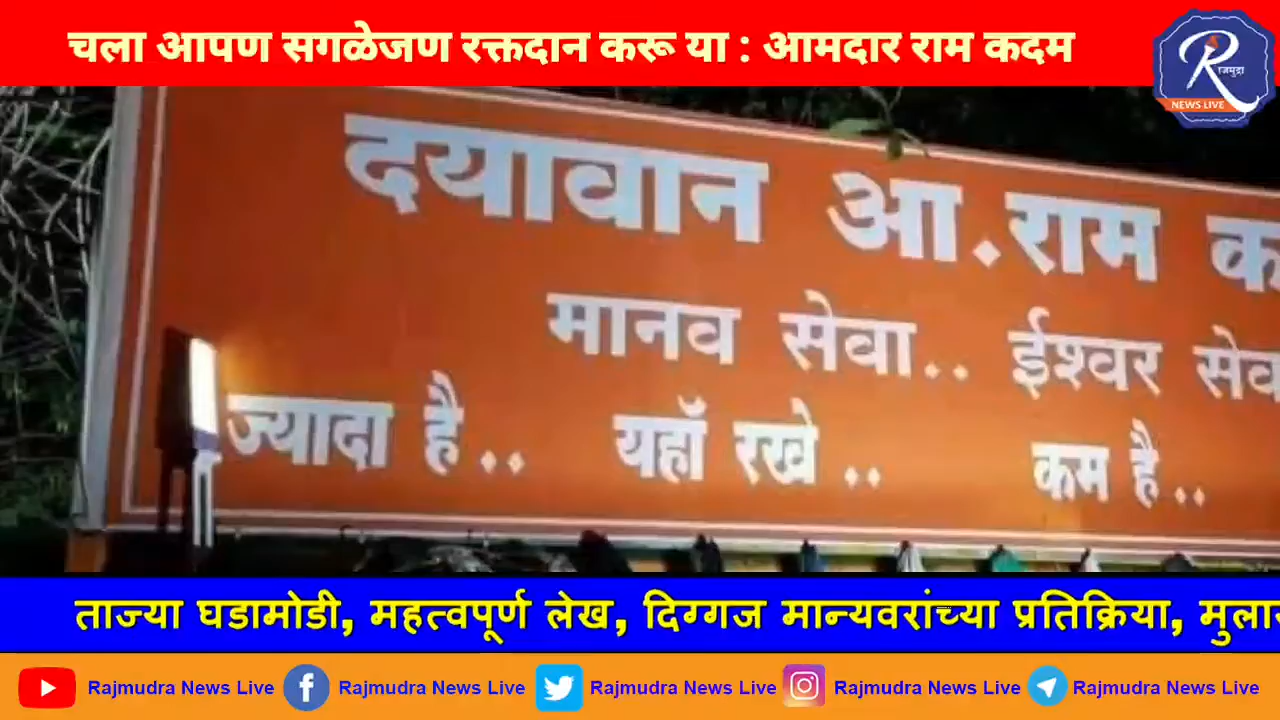 चला आपण सगळेजण रक्तदान करू या : आमदार राम कदम
राजमुद्रा
NEWS LIVE
दयावान आ.राम
मानव सेवा.. ईश्वर
ज्यादा है.. यहाॅ रखे .. कम है..
ताज्या घडामोडी, महत्वपूर्ण लेख, दिग्गज मान्यवरांच्या प्रतिक्रिया,
Rajmudra News Live Rajmudra News Live Rajmudra News Live Rajmudra News Live Rajmudra News Live